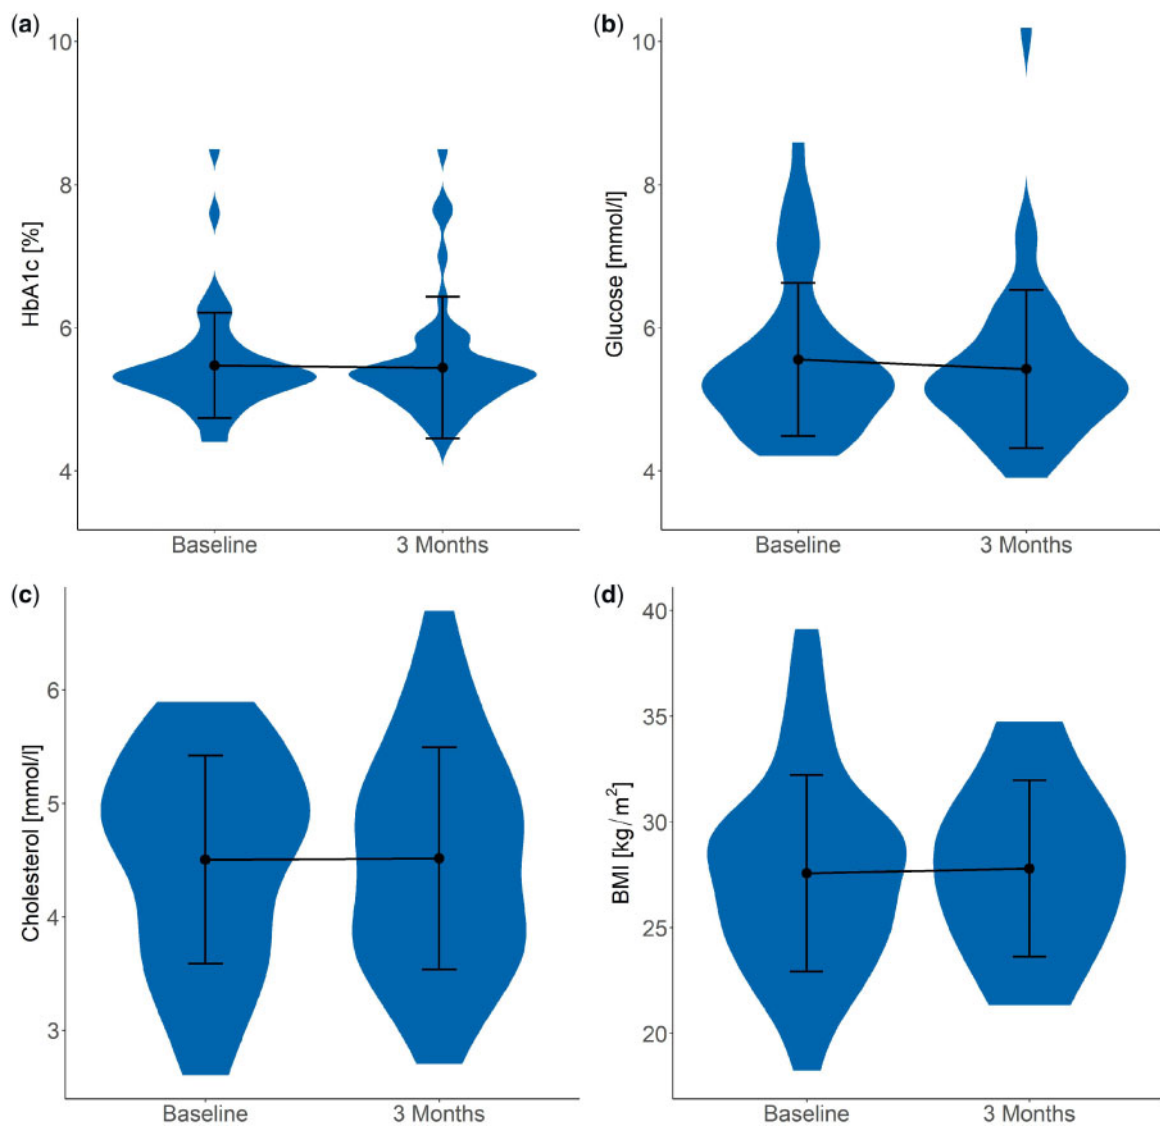 (a)
HbA1c [%]
10
8
6
4
Baseline 3 Months
(b)
Glucose [mmol/l]
10
8
6
4
Baseline 3 Months
(c)
Cholesterol [mmol/l]
6
5
4
3
Baseline 3 Months
(d)
BMI [kg/m²]
40
35
30
25
20
Baseline 3 Months